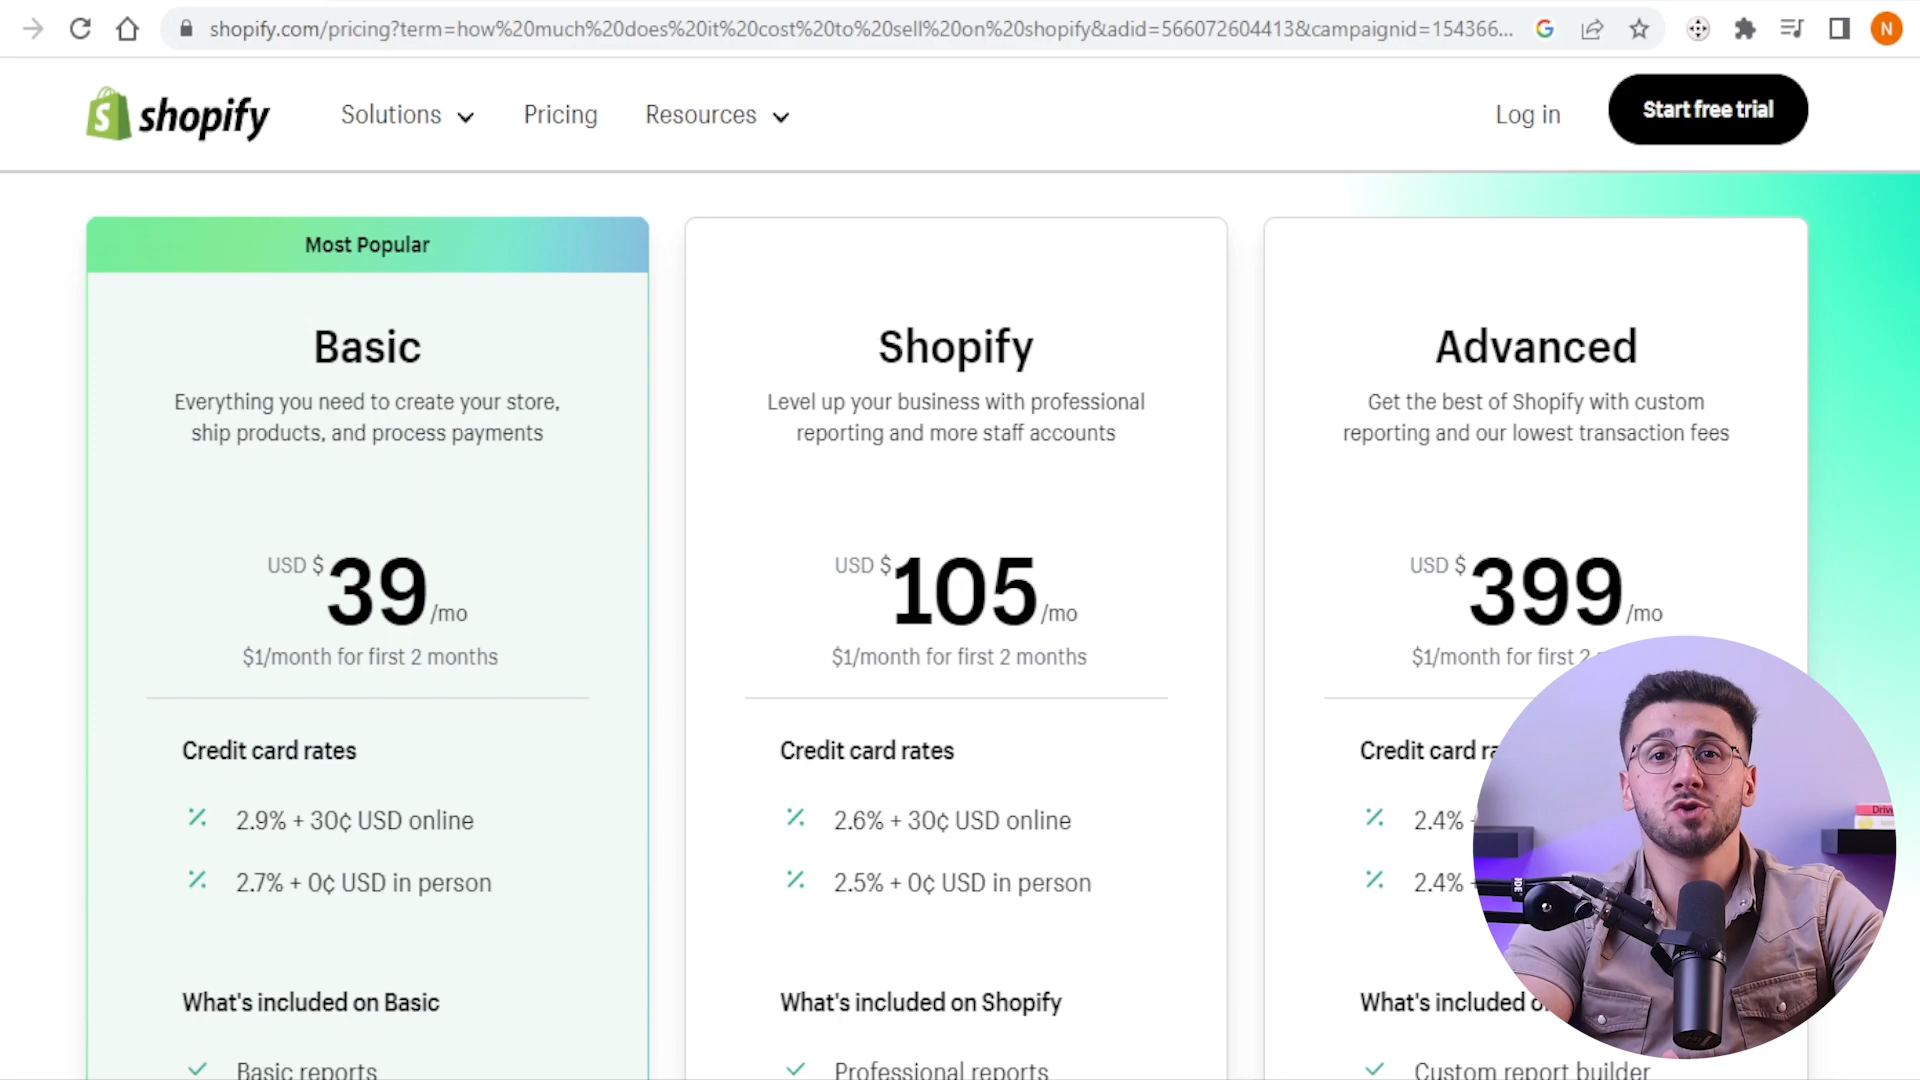 shopify.com/pricing?term=how%20much%20does%20it%20cost%20to%20sell%20on%20shopify&adid=566072604413&campaignid=154366...
N
shopify
Solutions
Pricing
Resources
Log in
Start free trial
Most Popular
Basic
Everything you need to create your store,
ship products, and process payments
USD $39/mo
$1/month for first 2 months
Credit card rates
2.9% + 30¢ USD online
2.7% + 0¢ USD in person
What's included on Basic
Basic reports
Shopify
Level up your business with professional
reporting and more staff accounts
USD $105/mo
$1/month for first 2 months
Credit card rates
2.6% + 30¢ USD online
2.5% + 0¢ USD in person
What's included on Shopify
Professional reports
Advanced
Get the best of Shopify with custom
reporting and our lowest transaction fees
USD $399/mo
$1/month for first 2
Credit card ra
2.4%
2.4%
What's included o
Custom report builder